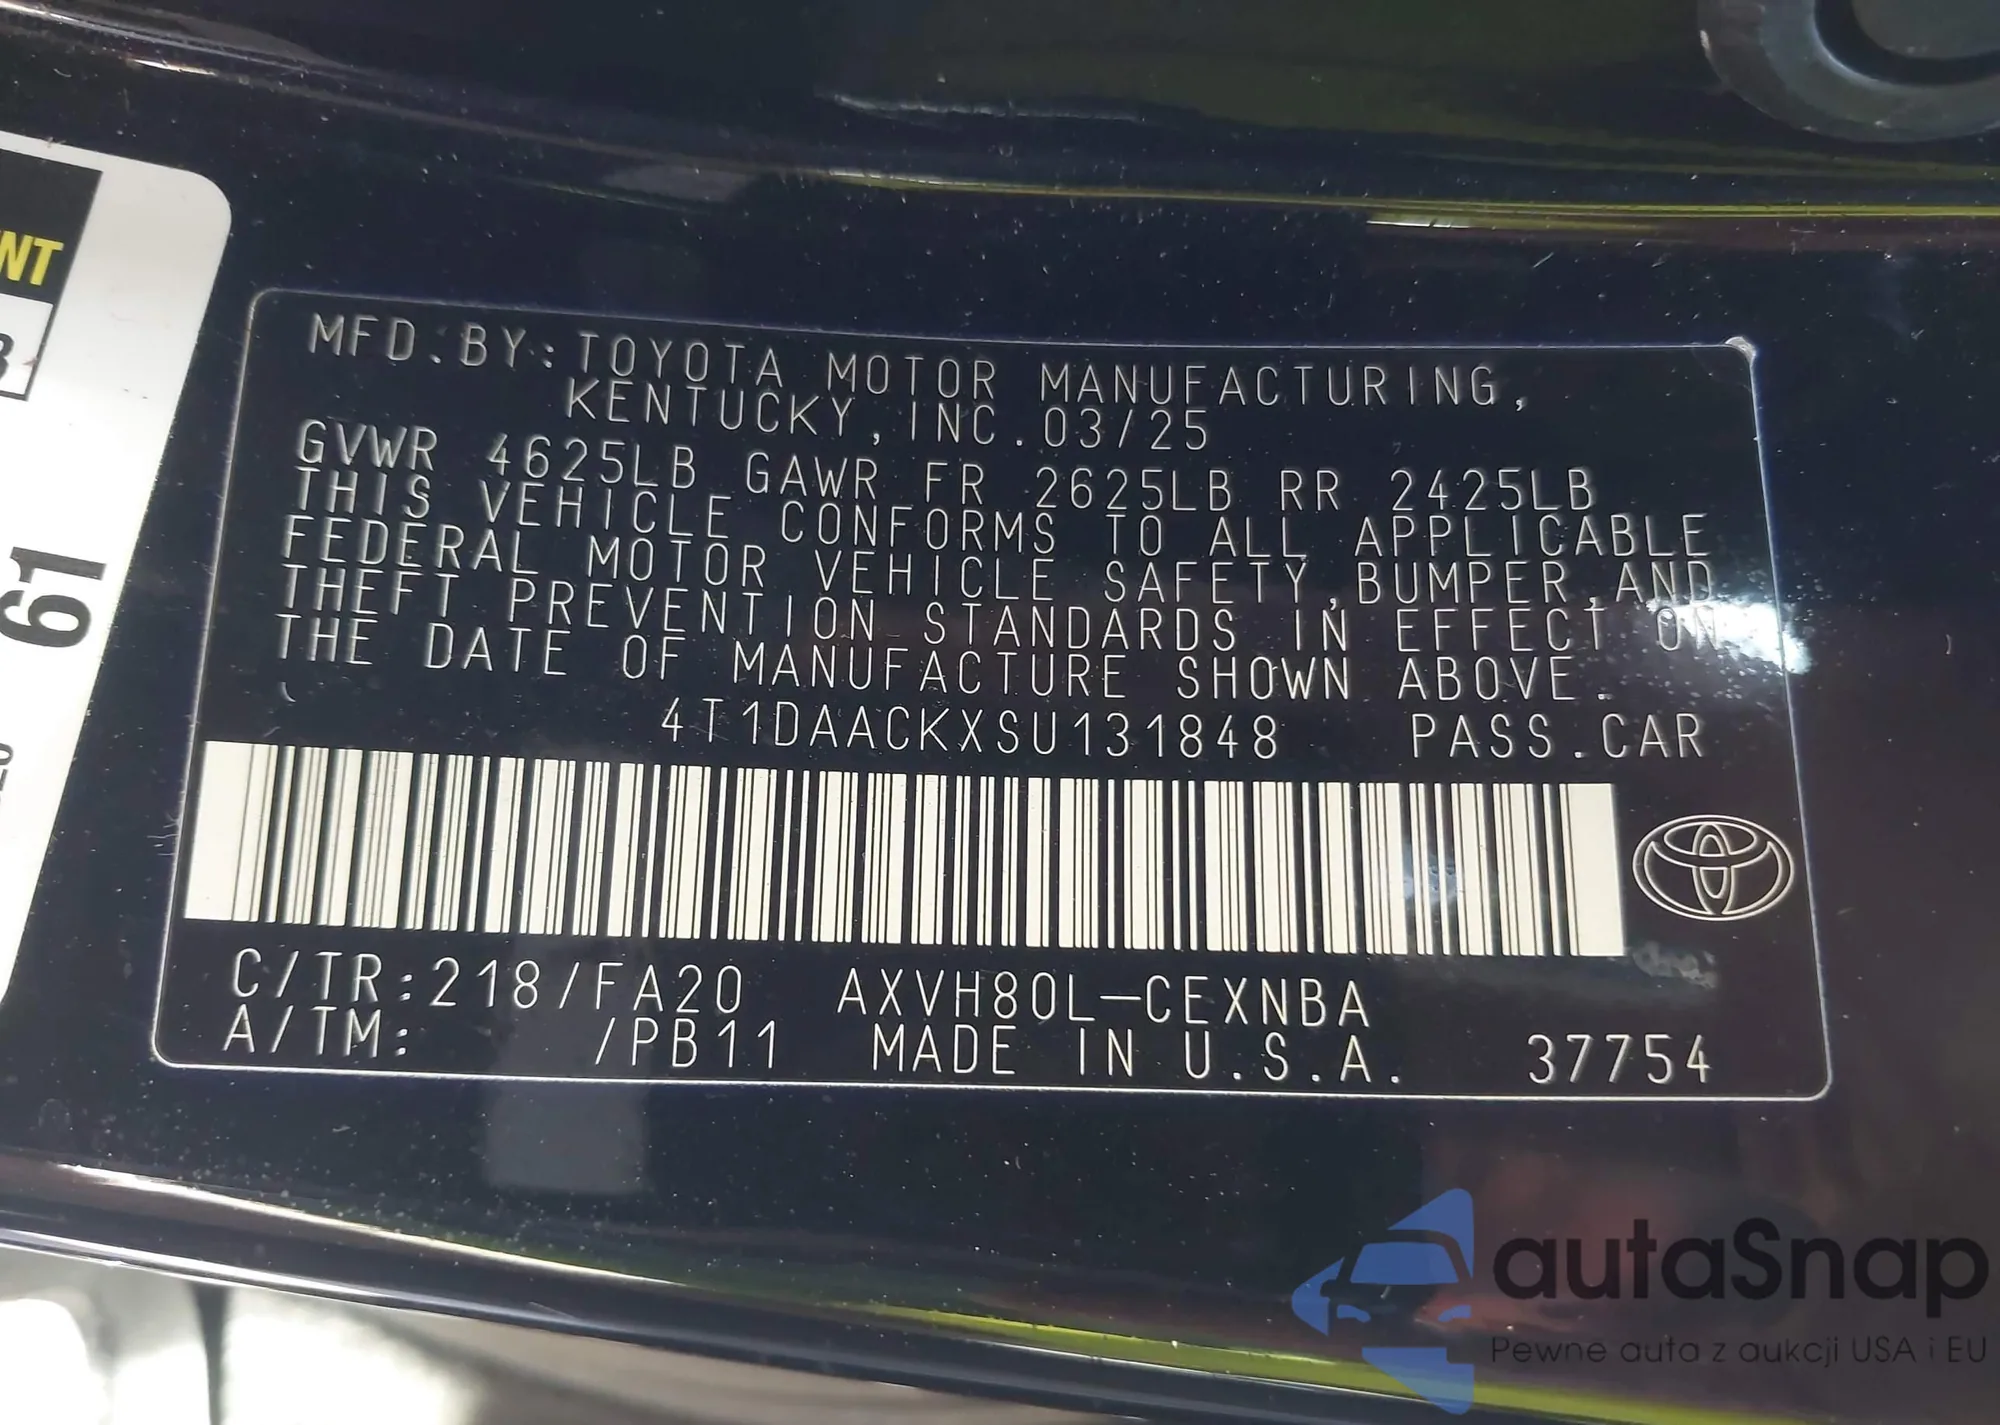 NT
61
MFD.BY:TOYOTA MOTOR MANUFACTURING,
KENTUCKY,INC.03/25
GVWR 4625LB GAWR FR 2625LB RR 2425LB
THIS VEHICLE CONFORMS TO ALL APPLICABLE
FEDERAL MOTOR VEHICLE SAFETY,BUMPER,AND
THEFT PREVENTION STANDARDS IN EFFECT ON
THE DATE OF MANUFACTURE SHOWN ABOVE.
4T1DAACKXSU131848 PASS.CAR
C/TR:218/FA20 AXVH80L-CEXNBA
A/TM: /PB11 MADE IN U.S.A. 37754
autaSnap
Pewne auta z aukcji USA i EU